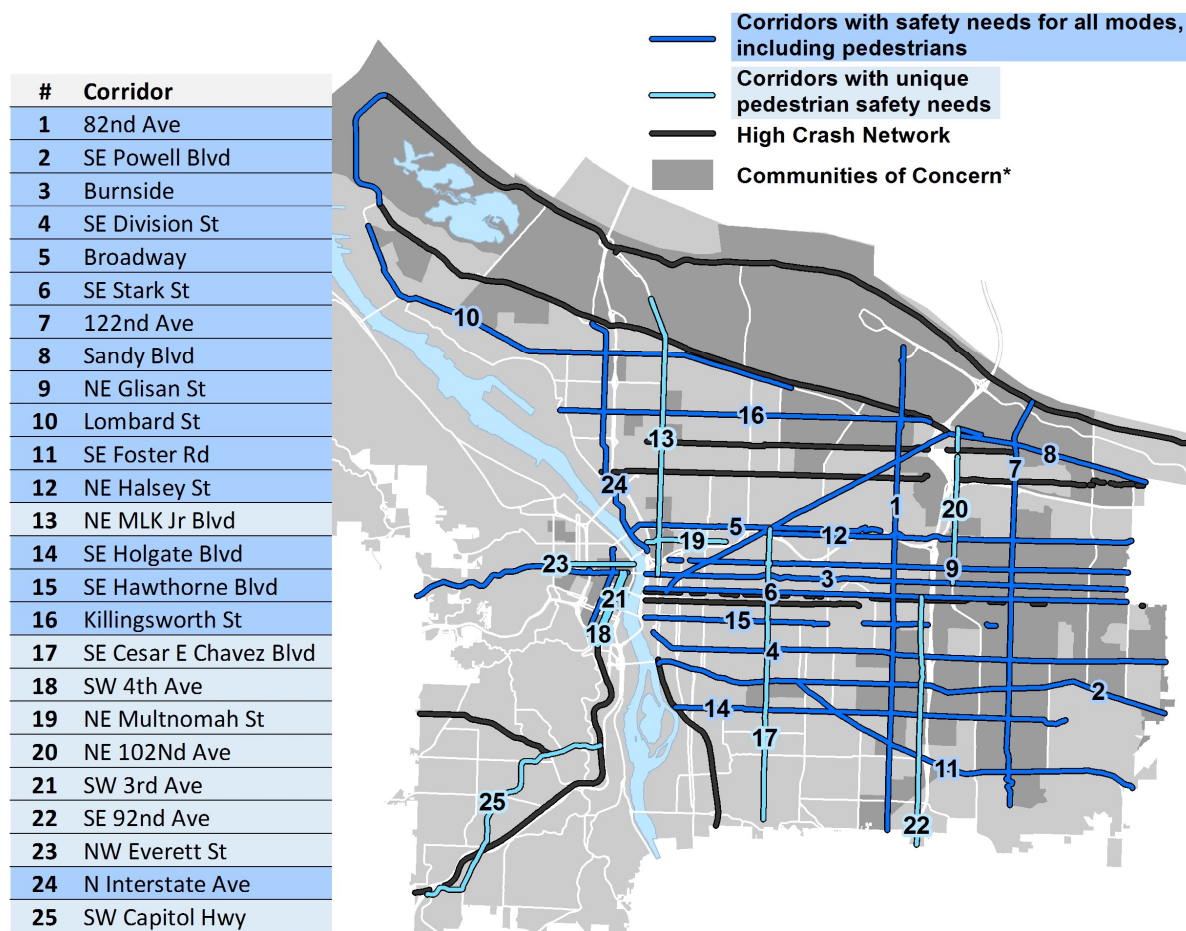 Corridors with safety needs for all modes,
including pedestrians
Corridors with unique
pedestrian safety needs
High Crash Network
Communities of Concern*
# Corridor
1 82nd Ave
2 SE Powell Blvd
3 Burnside
4 SE Division St
5 Broadway
6 SE Stark St
7 122nd Ave
8 Sandy Blvd
9 NE Glisan St
10 Lombard St
11 SE Foster Rd
12 NE Halsey St
13 NE MLK Jr Blvd
14 SE Holgate Blvd
15 SE Hawthorne Blvd
16 Killingsworth St
17 SE Cesar E Chavez Blvd
18 SW 4th Ave
19 NE Multnomah St
20 NE 102Nd Ave
21 SW 3rd Ave
22 SE 92nd Ave
23 NW Everett St
24 N Interstate Ave
25 SW Capitol Hwy
10
16
13
8
7
24
1
20
5
19
12
23
9
3
6
21
15
18
4
2
14
17
11
25
22